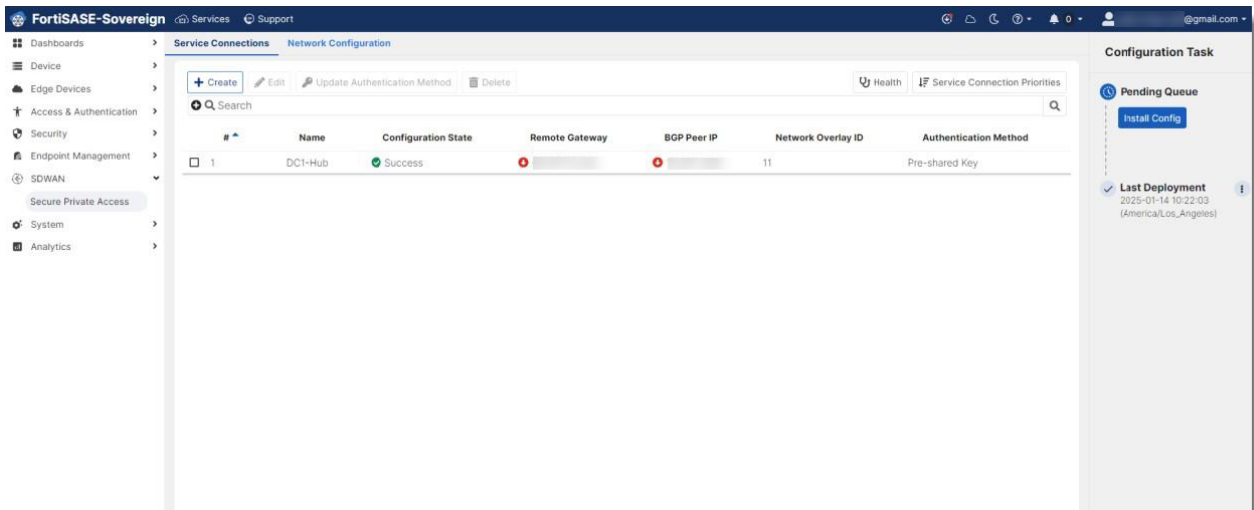 FortiSASE-Sovereign Services Support 0 @gmail.com
Dashboards
Device
Edge Devices
Access & Authentication
Security
Endpoint Management
SDWAN
Secure Private Access
System
Analytics
Service Connections Network Configuration
Create Edit Update Authentication Method Delete Health Service Connection Priorities
Search
# Name Configuration State Remote Gateway BGP Peer IP Network Overlay ID Authentication Method
1 DC1-Hub Success 11 Pre-shared Key
Configuration Task
Pending Queue
Install Config
Last Deployment
2025-01-14 10:22:03
(America/Los_Angeles)